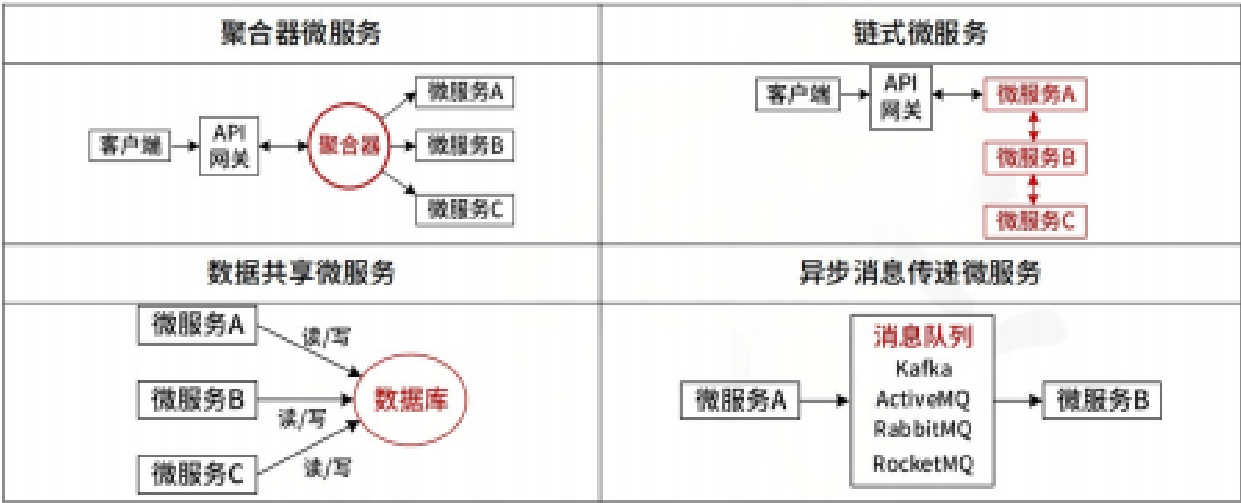 聚合器微服务
客户端
API
网关
聚合器
微服务A
微服务B
微服务C
链式微服务
客户端
API
网关
微服务A
微服务B
微服务C
数据共享微服务
微服务A
微服务B
微服务C
读/写
读/写
读/写
数据库
异步消息传递微服务
微服务A
消息队列
Kafka
ActiveMQ
RabbitMQ
RocketMQ
微服务B